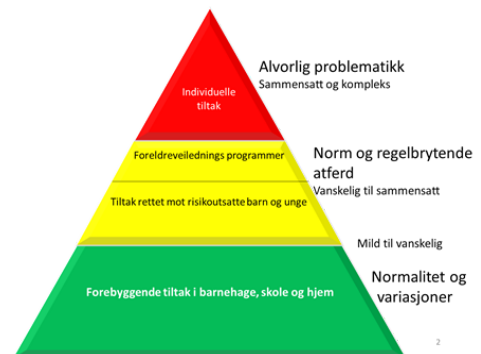 Alvorlig problematikk
Sammensatt og kompleks
Individuelle
tiltak
Foreldreveilednings programmer
Norm og regelbrytende
atferd
Vanskelig til sammensatt
Tiltak rettet mot risikoutsatte barn og unge
Mild til vanskelig
Normalitet og
variasjoner
Forebyggende tiltak i barnehage, skole og hjem
2